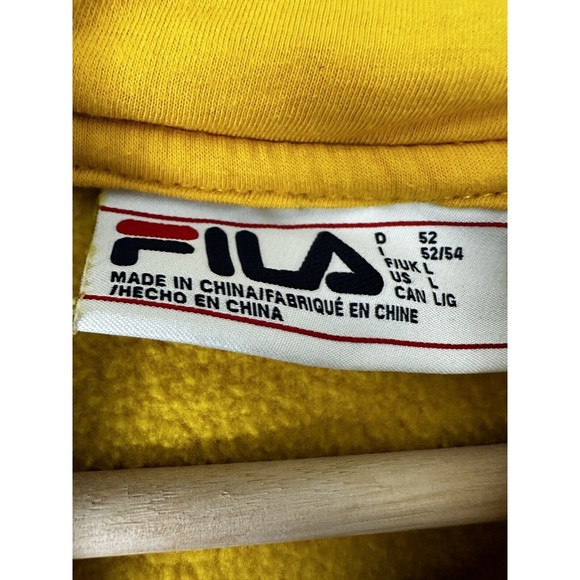 FILA
D 52
I 52/54
F/UK L
US L
CAN L/G
MADE IN CHINA/FABRIQUÉ EN CHINE
/HECHO EN CHINA